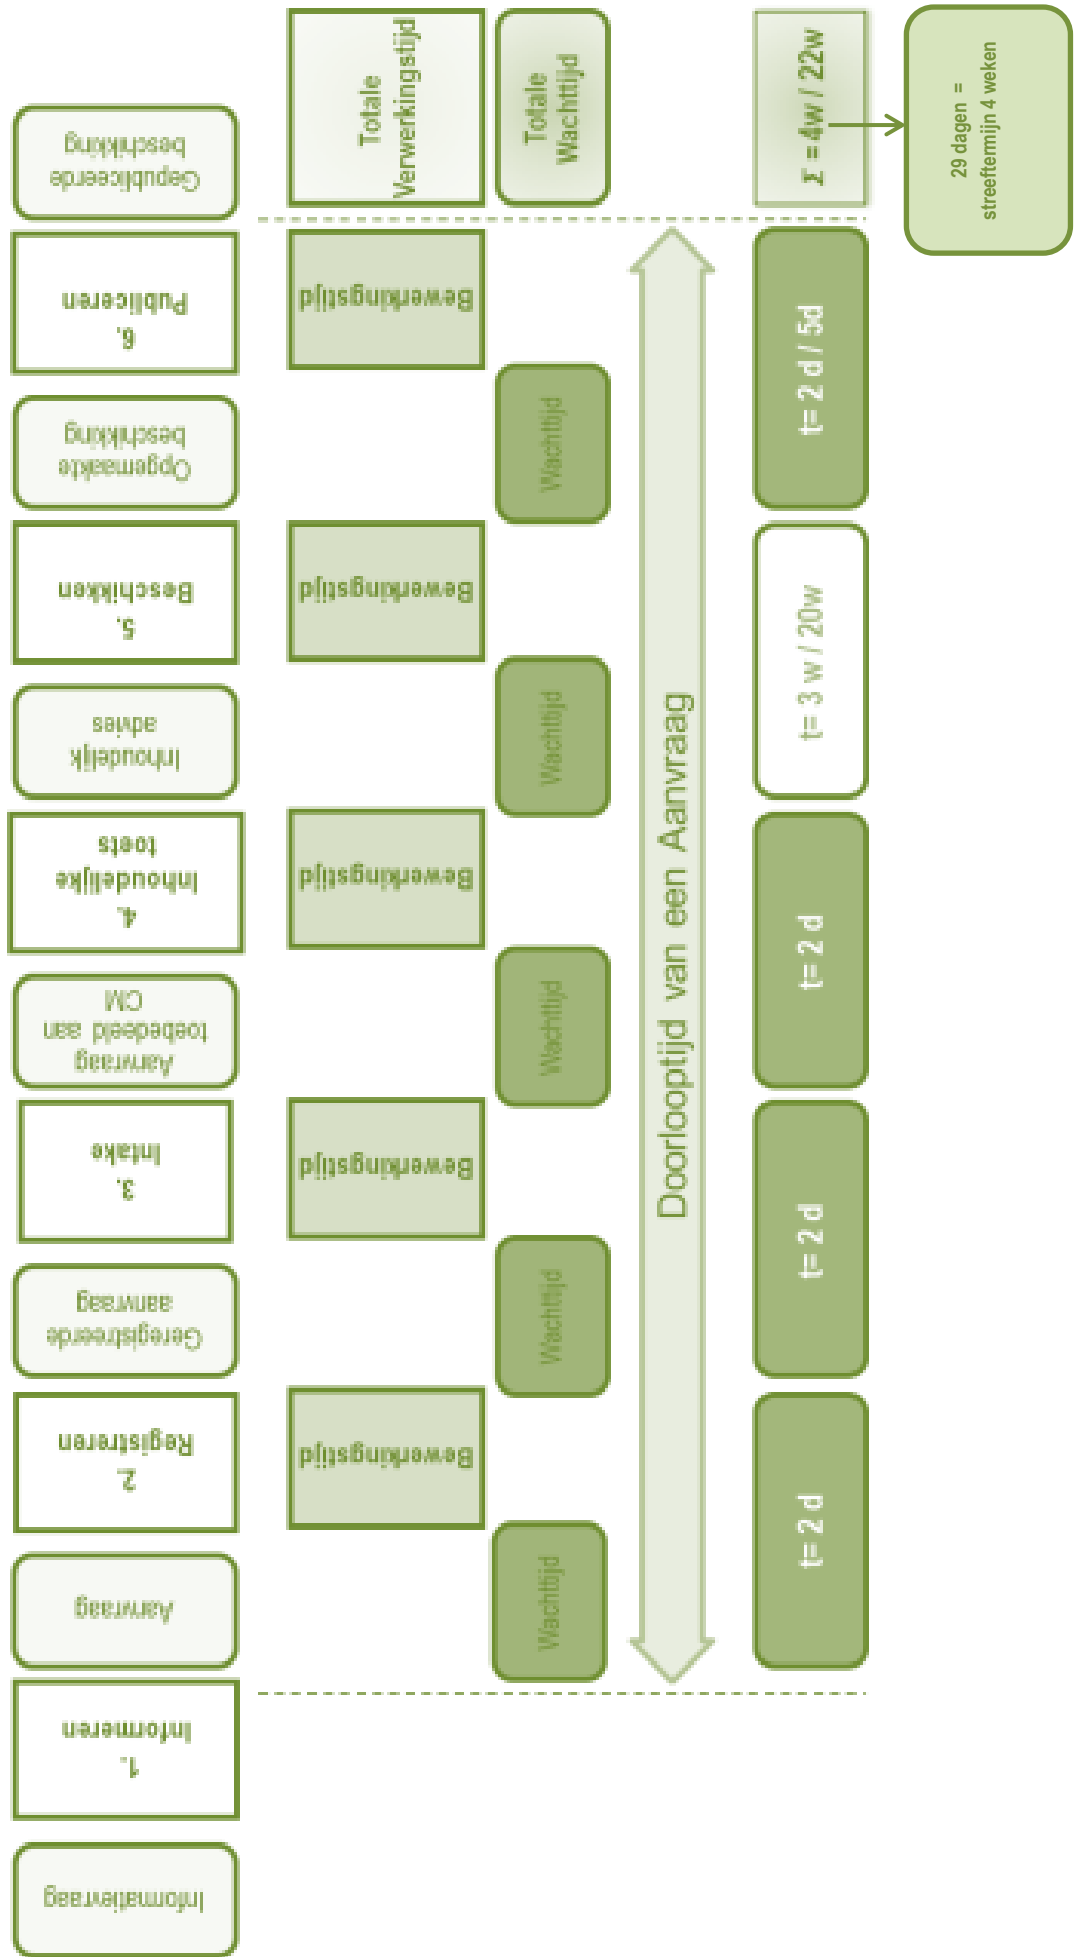 Informatievraag
1.
Informeren
Aanvraag
2.
Registreren
Geregistreerde
aanvraag
3.
Intake
Aanvraag
toebedeeld aan
CM
4.
Inhoudelijke
toets
Inhoudelijk
advies
5.
Beschikken
Opgemaakte
beschikking
6.
Publiceren
Gepubliceerde
beschikking
Bewerkingstijd
Bewerkingstijd
Bewerkingstijd
Bewerkingstijd
Bewerkingstijd
Totale
Verwerkingstijd
Wachttijd
Wachttijd
Wachttijd
Wachttijd
Wachttijd
Totale
Wachttijd
Doorlooptijd van een Aanvraag
t= 2 d
t= 2 d
t= 2 d
t= 3 w / 20w
t= 2 d / 5d
Σ = 4w / 22w
29 dagen =
streeftermijn 4 weken